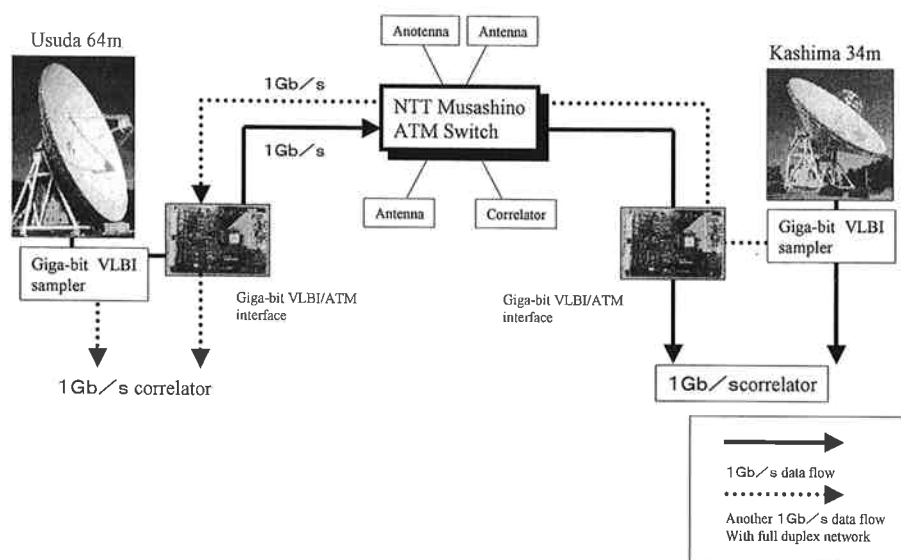 Usuda 64m
Anotenna
Antenna
Kashima 34m
1Gb/s
NTT Musashino
ATM Switch
1Gb/s
Antenna
Correlator
Giga-bit VLBI
sampler
Giga-bit VLBI
sampler
Giga-bit VLBI/ATM
interface
Giga-bit VLBI/ATM
interface
1Gb/s correlator
1Gb/scorrelator
1Gb/s data flow
Another 1Gb/s data flow
With full duplex network